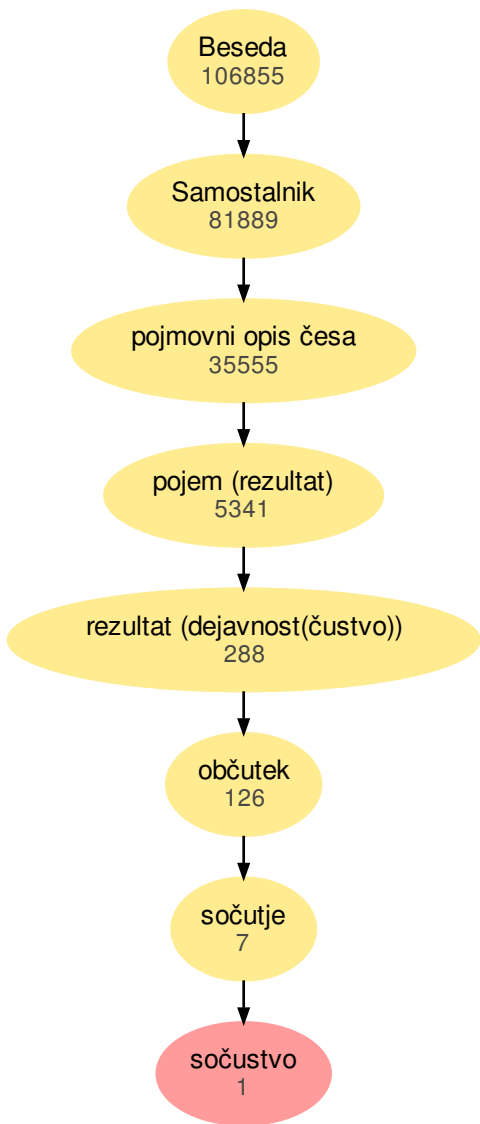 Beseda
106855
Samostalnik
81889
pojmovni opis česa
35555
pojem (rezultat)
5341
rezultat (dejavnost(čustvo))
288
občutek
126
sočutje
7
sočustvo
1